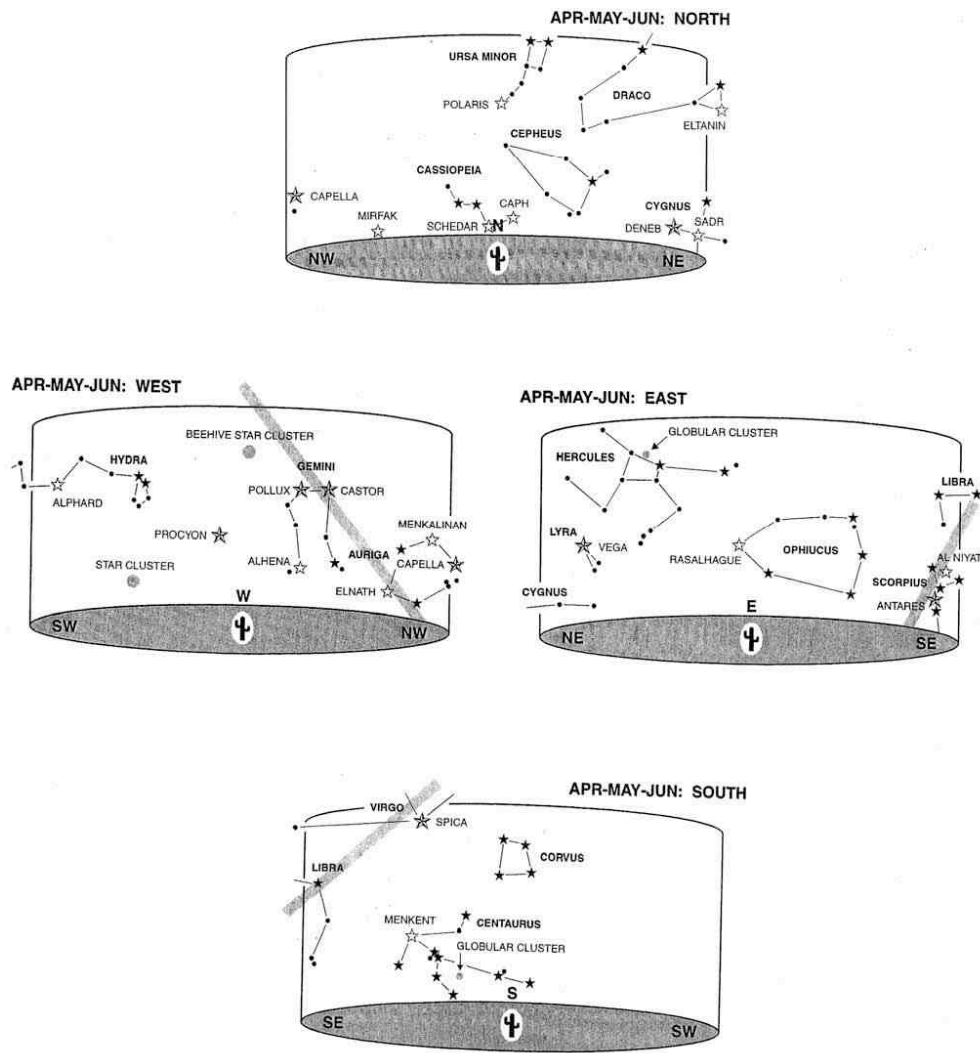 APR-MAY-JUN: NORTH
URSA MINOR
POLARIS
DRACO
ELTANIN
CEPHEUS
CASSIOPEIA
CAPELLA
CAPH
MIRFAK
SCHEDAR
N
CYGNUS
SADR
DENEB
NW
NE
APR-MAY-JUN: WEST
BEEHIVE STAR CLUSTER
HYDRA
GEMINI
POLLUX
CASTOR
ALPHARD
MENKALINAN
PROCYON
AURIGA
ALHENA
CAPELLA
STAR CLUSTER
ELNATH
W
SW
NW
APR-MAY-JUN: EAST
GLOBULAR CLUSTER
HERCULES
LIBRA
LYRA
VEGA
RASALHAGUE
OPHIUCUS
AL NIYAT
SCORPIUS
CYGNUS
ANTARES
E
NE
SE
APR-MAY-JUN: SOUTH
VIRGO
SPICA
CORVUS
LIBRA
MENKENT
CENTAURUS
GLOBULAR CLUSTER
S
SE
SW